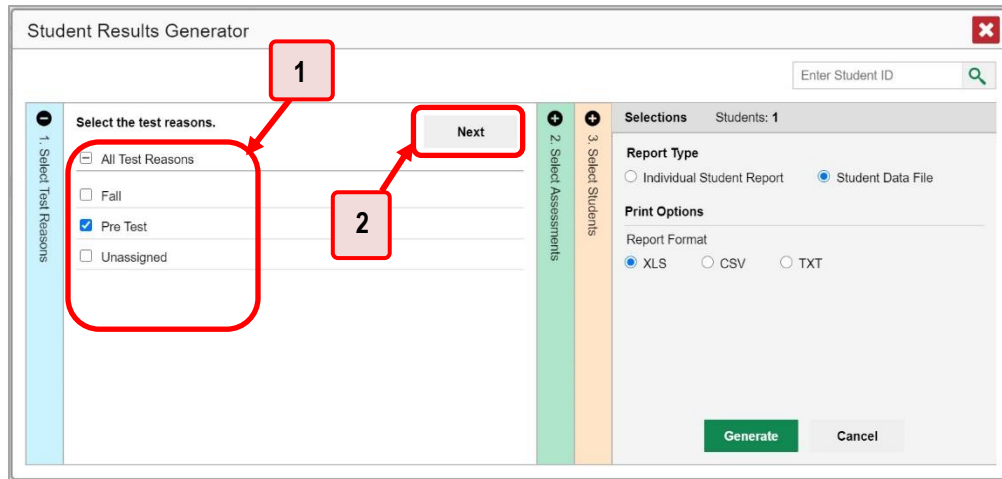 Student Results Generator
1
Enter Student ID
1. Select Test Reasons
Select the test reasons.
Next
All Test Reasons
Fall
Pre Test
Unassigned
2
2. Select Assessments
3. Select Students
Selections Students: 1
Report Type
Individual Student Report Student Data File
Print Options
Report Format
XLS CSV TXT
Generate Cancel